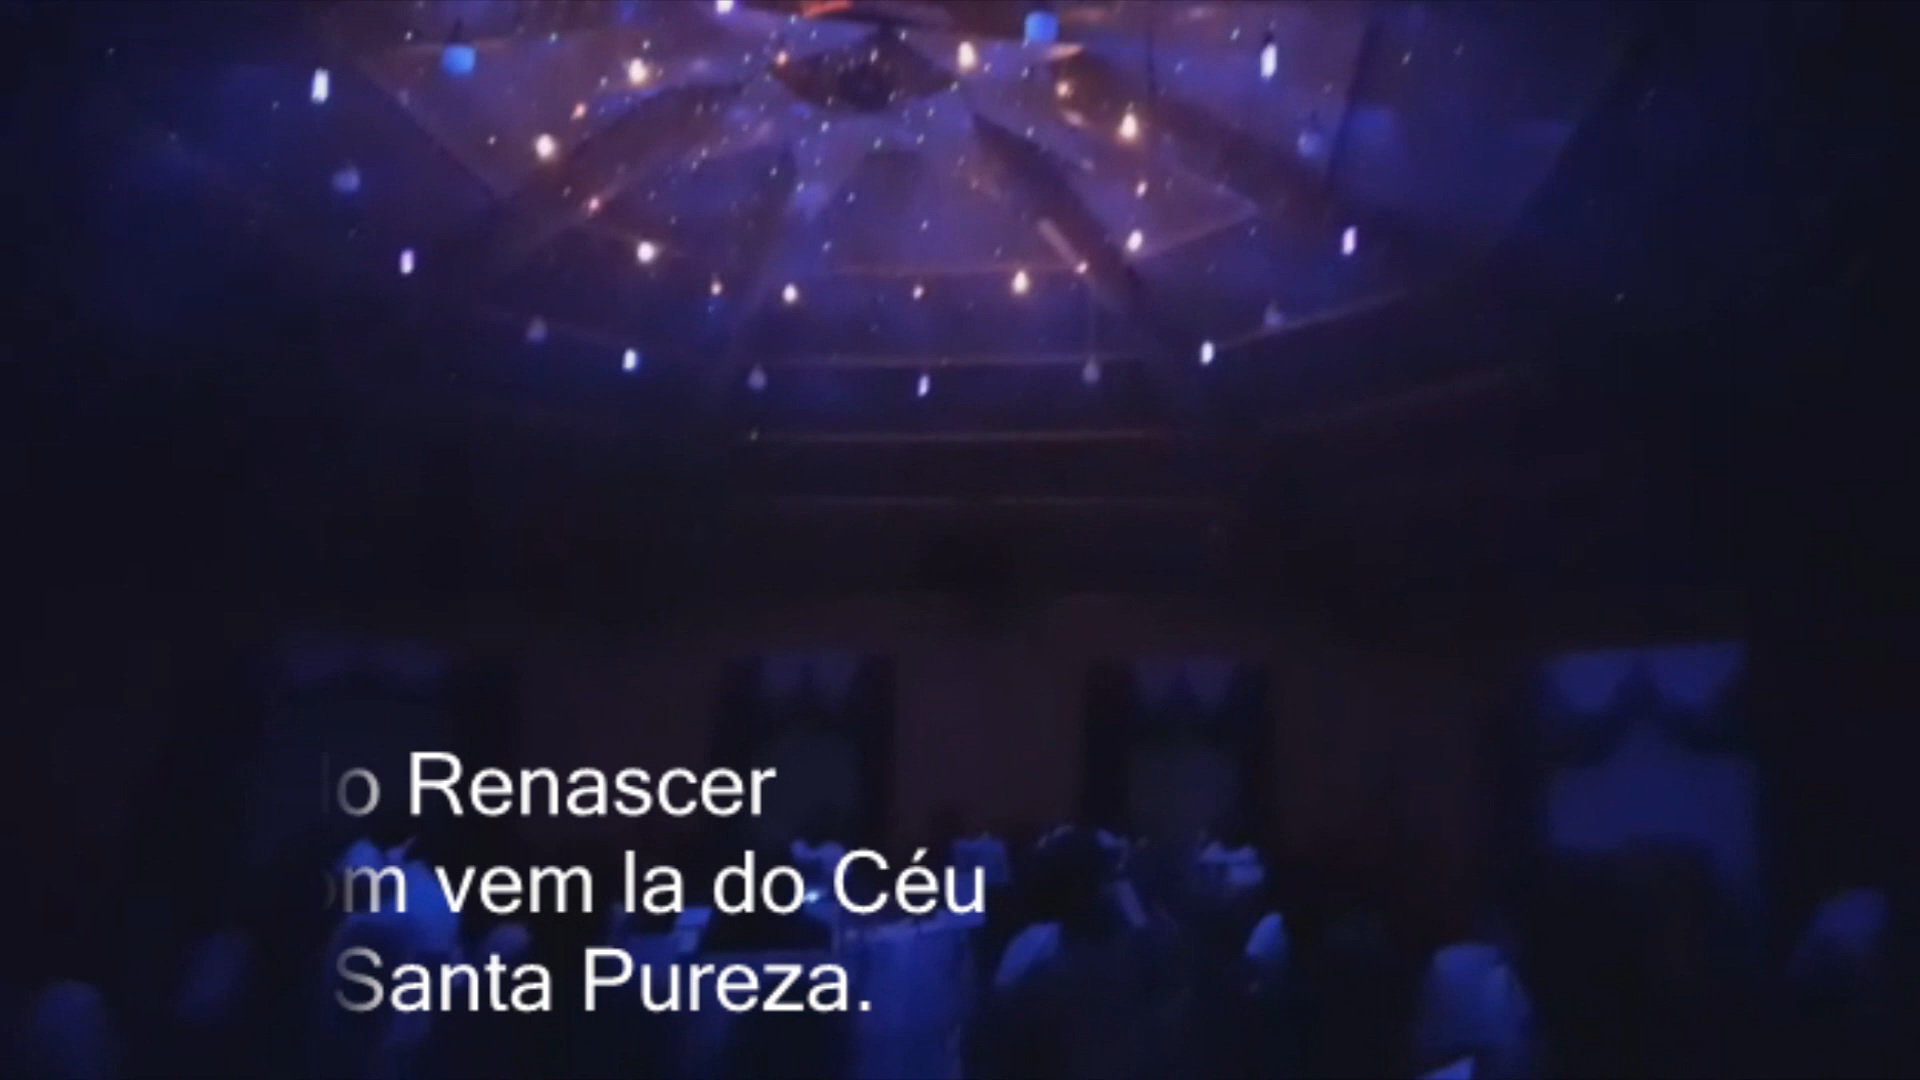 Renascer
vem la do Céu
Santa Pureza.